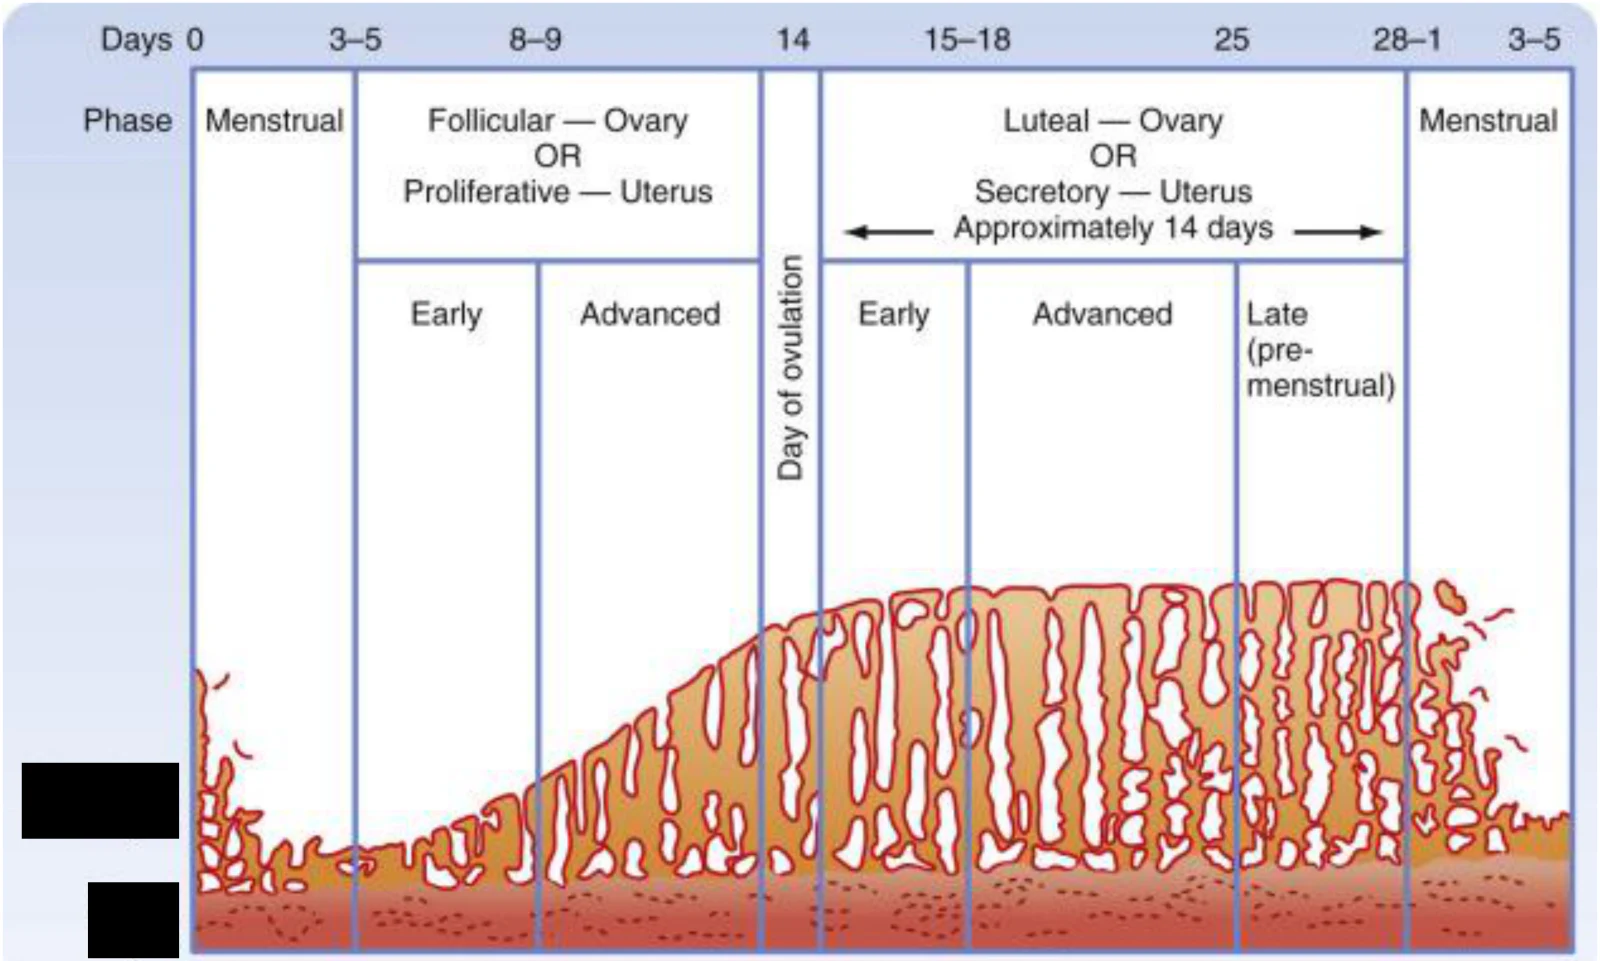 Days 0 3–5 8–9 14 15–18 25 28–1 3–5
Phase
Menstrual
Follicular — Ovary
OR
Proliferative — Uterus
Early
Advanced
Day of ovulation
Luteal — Ovary
OR
Secretory — Uterus
Approximately 14 days
Early
Advanced
Late
(pre-
menstrual)
Menstrual